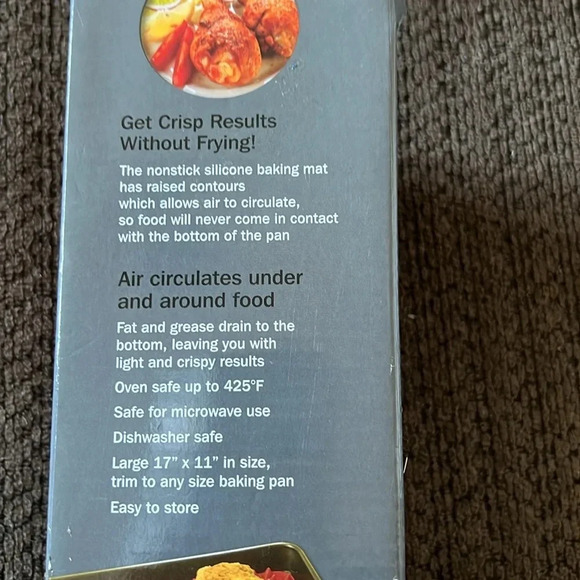 Get Crisp Results
Without Frying!
The nonstick silicone baking mat
has raised contours
which allows air to circulate,
so food will never come in contact
with the bottom of the pan
Air circulates under
and around food
Fat and grease drain to the
bottom, leaving you with
light and crispy results
Oven safe up to 425°F
Safe for microwave use
Dishwasher safe
Large 17” x 11” in size,
trim to any size baking pan
Easy to store